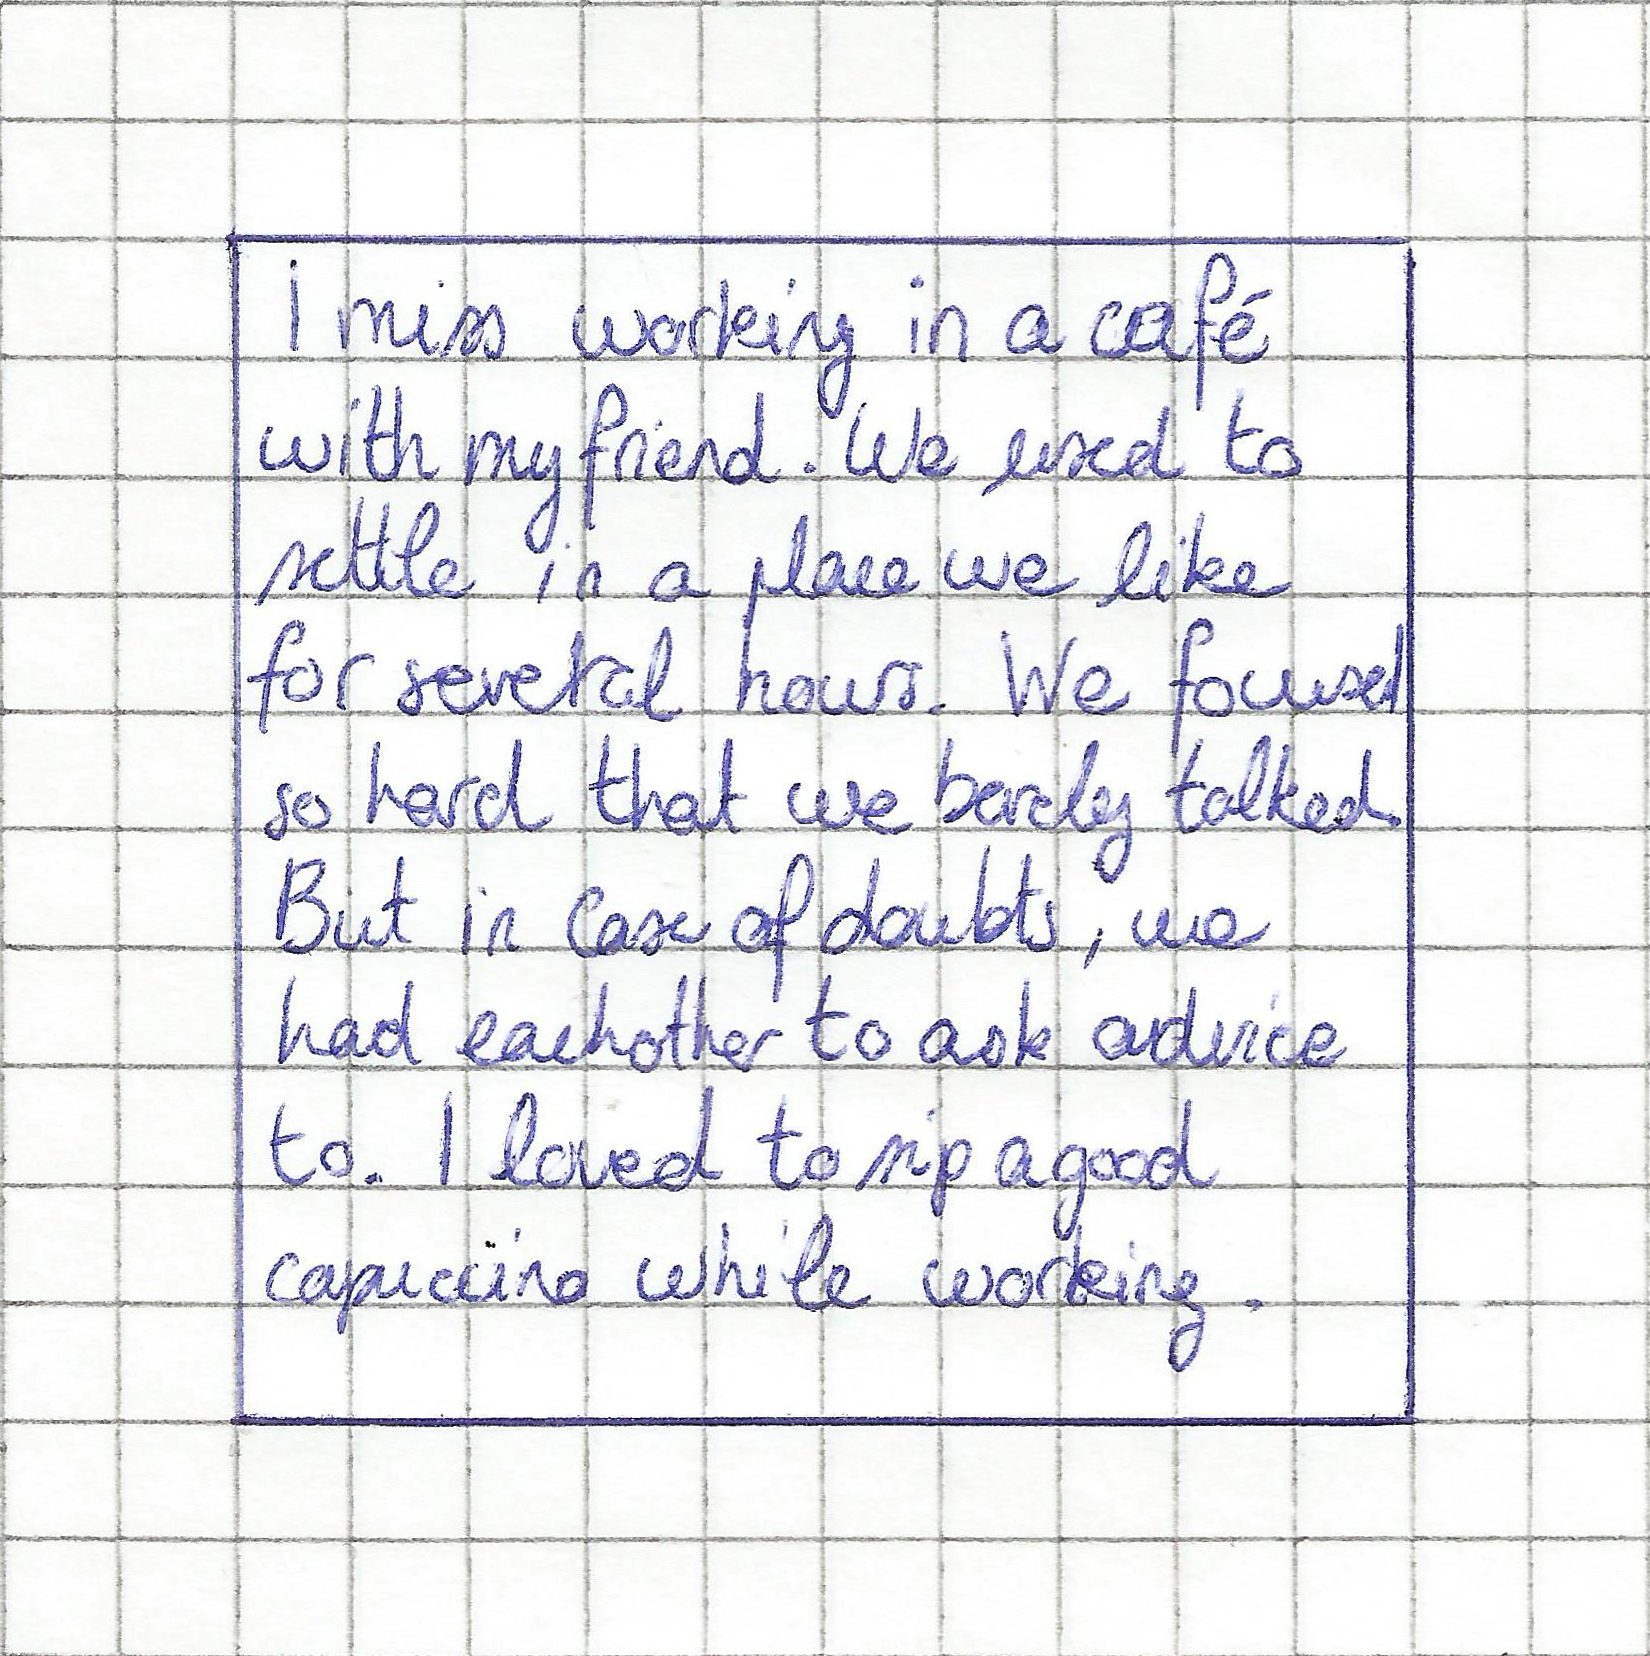 I miss working in a café
with my friend. We used to
settle in a place we like
for several hours. We focused
so hard that we barely talked.
But in case of doubts, we
had eachother to ask advice
to. I loved to sip a good
capuccino while working.